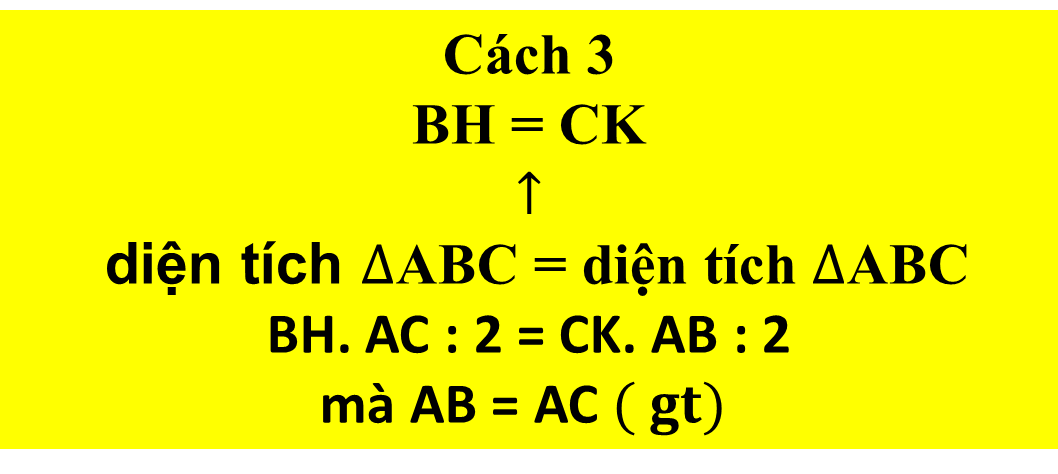 Cách 3
BH = CK
↑
diện tích ΔABC = diện tích ΔABC
BH. AC : 2 = CK. AB : 2
mà AB = AC ( gt)